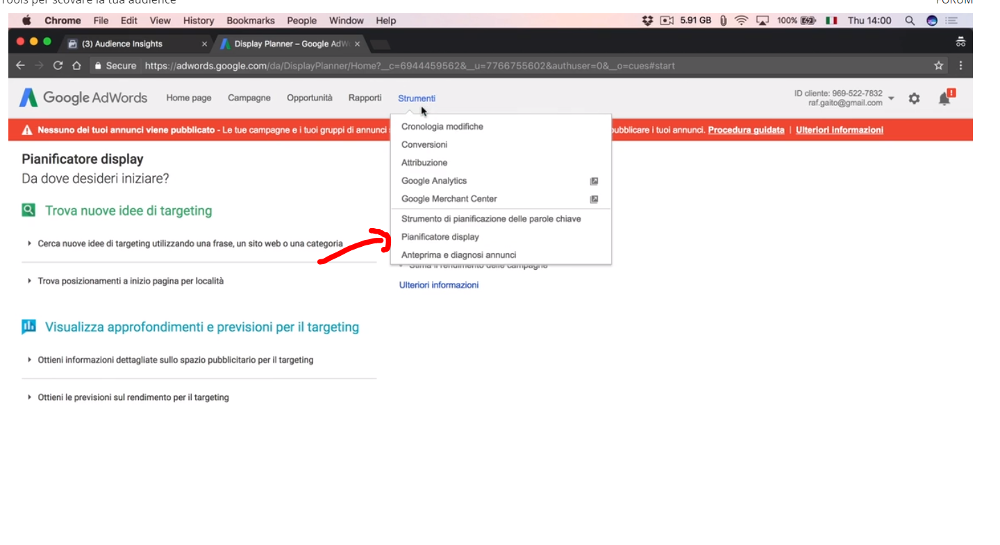 Tools per scovare la tua audience
FORUM
Chrome File Edit View History Bookmarks People Window Help
5.91 GB 100% Thu 14:00
(3) Audience Insights
Display Planner – Google AdW
Secure https://adwords.google.com/da/DisplayPlanner/Home?__c=6944459562&__u=7766755602&authuser=0&__o=cues#start
Google AdWords Home page Campagne Opportunità Rapporti Strumenti
ID cliente: 969-522-7832
raf.gaito@gmail.com
Nessuno dei tuoi annunci viene pubblicato - Le tue campagne e i tuoi gruppi di annunci
pubblicare i tuoi annunci. Procedura guidata | Ulteriori informazioni
Cronologia modifiche
Conversioni
Attribuzione
Google Analytics
Google Merchant Center
Strumento di pianificazione delle parole chiave
Pianificatore display
Anteprima e diagnosi annunci
Stima il rendimento delle campagne
Ulteriori informazioni
Pianificatore display
Da dove desideri iniziare?
Trova nuove idee di targeting
Cerca nuove idee di targeting utilizzando una frase, un sito web o una categoria
Trova posizionamenti a inizio pagina per località
Visualizza approfondimenti e previsioni per il targeting
Ottieni informazioni dettagliate sullo spazio pubblicitario per il targeting
Ottieni le previsioni sul rendimento per il targeting